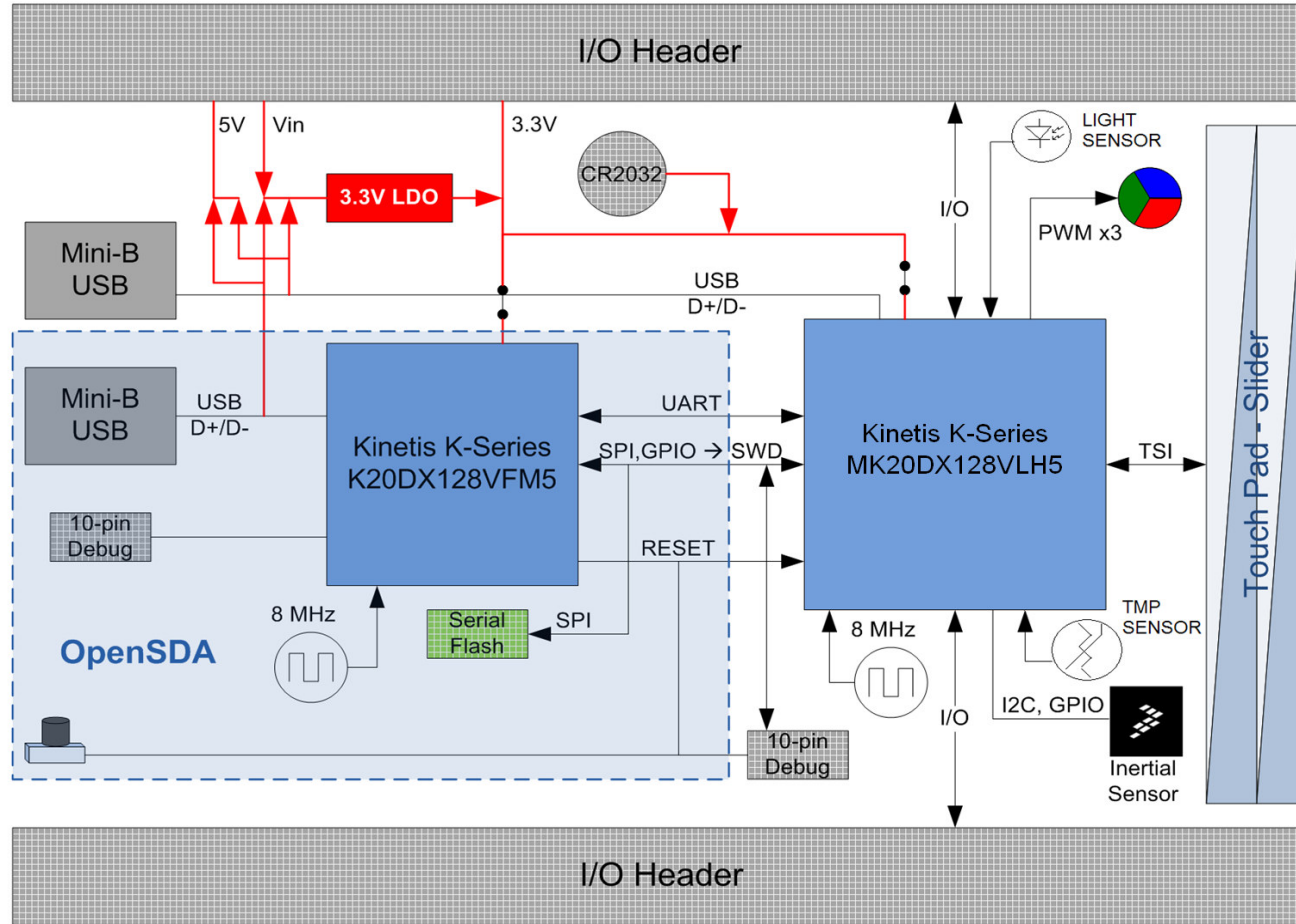 I/O Header
5V
Vin
3.3V
LIGHT
SENSOR
CR2032
3.3V LDO
I/O
PWM x3
Mini-B
USB
USB
D+/D-
Mini-B
USB
USB
D+/D-
Kinetis K-Series
K20DX128VFM5
UART
SPI,GPIO → SWD
RESET
Kinetis K-Series
MK20DX128VLH5
TSI
Touch Pad - Slider
10-pin
Debug
8 MHz
Serial
Flash
SPI
OpenSDA
8 MHz
TMP
SENSOR
I/O
I2C, GPIO
10-pin
Debug
Inertial
Sensor
I/O Header